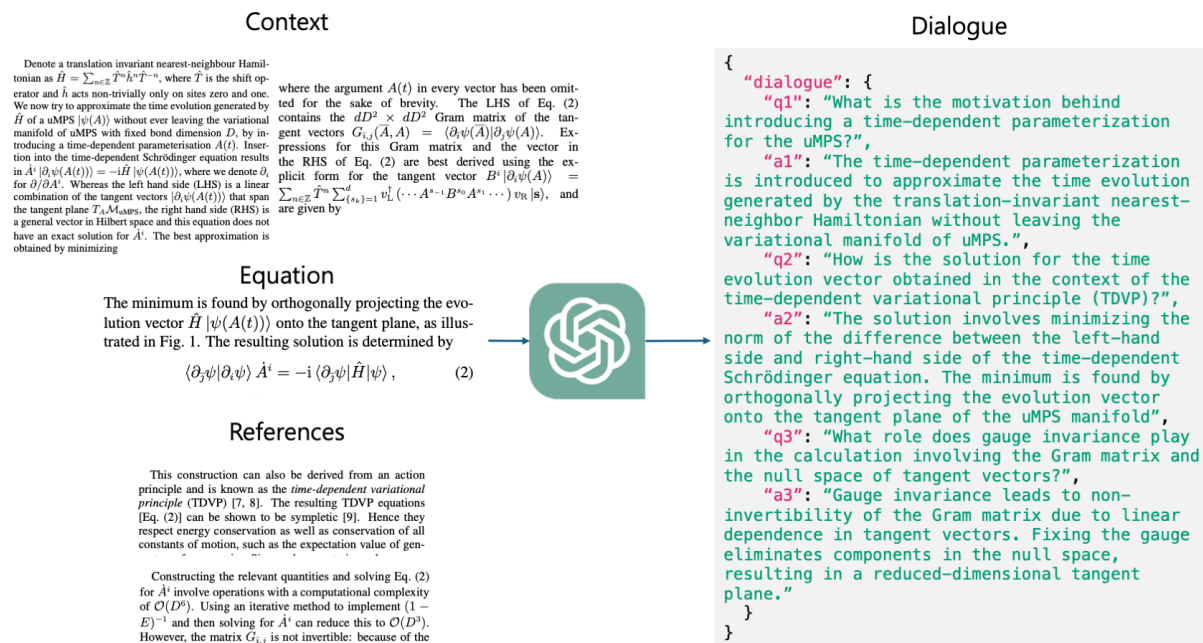 Context
Denote a translation invariant nearest-neighbour Hamil-
tonian as Ĥ = ∑_{n∈ℤ} T̂ⁿĥⁿT̂⁻ⁿ, where T̂ is the shift op-
erator and ĥ acts non-trivially only on sites zero and one.
We now try to approximate the time evolution generated by
Ĥ of a uMPS |ψ(A)⟩ without ever leaving the variational
manifold of uMPS with fixed bond dimension D, by in-
troducing a time-dependent parameterisation A(t). Inser-
tion into the time-dependent Schrödinger equation results
in Ȧⁱ |∂ᵢψ(A(t))⟩ = −iĤ |ψ(A(t))⟩, where we denote ∂ᵢ
for ∂/∂Aⁱ. Whereas the left hand side (LHS) is a linear
combination of the tangent vectors |∂ᵢψ(A(t))⟩ that span
the tangent plane T_A M_uMPS, the right hand side (RHS) is
a general vector in Hilbert space and this equation does not
have an exact solution for Ȧⁱ. The best approximation is
obtained by minimizing
where the argument A(t) in every vector has been omit-
ted for the sake of brevity. The LHS of Eq. (2)
contains the dD² × dD² Gram matrix of the tan-
gent vectors G_{ī,j}(A̅, A) = ⟨∂ᵢψ(A̅)|∂ⱼψ(A)⟩. Ex-
pressions for this Gram matrix and the vector in
the RHS of Eq. (2) are best derived using the ex-
plicit form for the tangent vector Bⁱ |∂ᵢψ(A)⟩ =
∑_{n∈ℤ} T̂ⁿ ∑^d_{{s_k}=1} v_L^† (⋯ A^{s₋₁} B^{s₀} A^{s₁} ⋯) v_R |s⟩, and
are given by
Equation
The minimum is found by orthogonally projecting the evo-
lution vector Ĥ |ψ(A(t))⟩ onto the tangent plane, as illus-
trated in Fig. 1. The resulting solution is determined by
⟨∂_j̄ψ|∂ᵢψ⟩ Ȧⁱ = −i ⟨∂_j̄ψ|Ĥ|ψ⟩ , (2)
References
This construction can also be derived from an action
principle and is known as the time-dependent variational
principle (TDVP) [7, 8]. The resulting TDVP equations
[Eq. (2)] can be shown to be sympletic [9]. Hence they
respect energy conservation as well as conservation of all
constants of motion, such as the expectation value of gen-
Constructing the relevant quantities and solving Eq. (2)
for Ȧⁱ involve operations with a computational complexity
of O(D⁶). Using an iterative method to implement (1 −
E)⁻¹ and then solving for Ȧⁱ can reduce this to O(D³).
However, the matrix G_{ī,j} is not invertible: because of the
Dialogue
{
"dialogue": {
"q1": "What is the motivation behind
introducing a time-dependent parameterization
for the uMPS?",
"a1": "The time-dependent parameterization
is introduced to approximate the time evolution
generated by the translation-invariant nearest-
neighbor Hamiltonian without leaving the
variational manifold of uMPS.",
"q2": "How is the solution for the time
evolution vector obtained in the context of the
time-dependent variational principle (TDVP)?",
"a2": "The solution involves minimizing the
norm of the difference between the left-hand
side and right-hand side of the time-dependent
Schrödinger equation. The minimum is found by
orthogonally projecting the evolution vector
onto the tangent plane of the uMPS manifold",
"q3": "What role does gauge invariance play
in the calculation involving the Gram matrix and
the null space of tangent vectors?",
"a3": "Gauge invariance leads to non-
invertibility of the Gram matrix due to linear
dependence in tangent vectors. Fixing the gauge
eliminates components in the null space,
resulting in a reduced-dimensional tangent
plane."
}
}